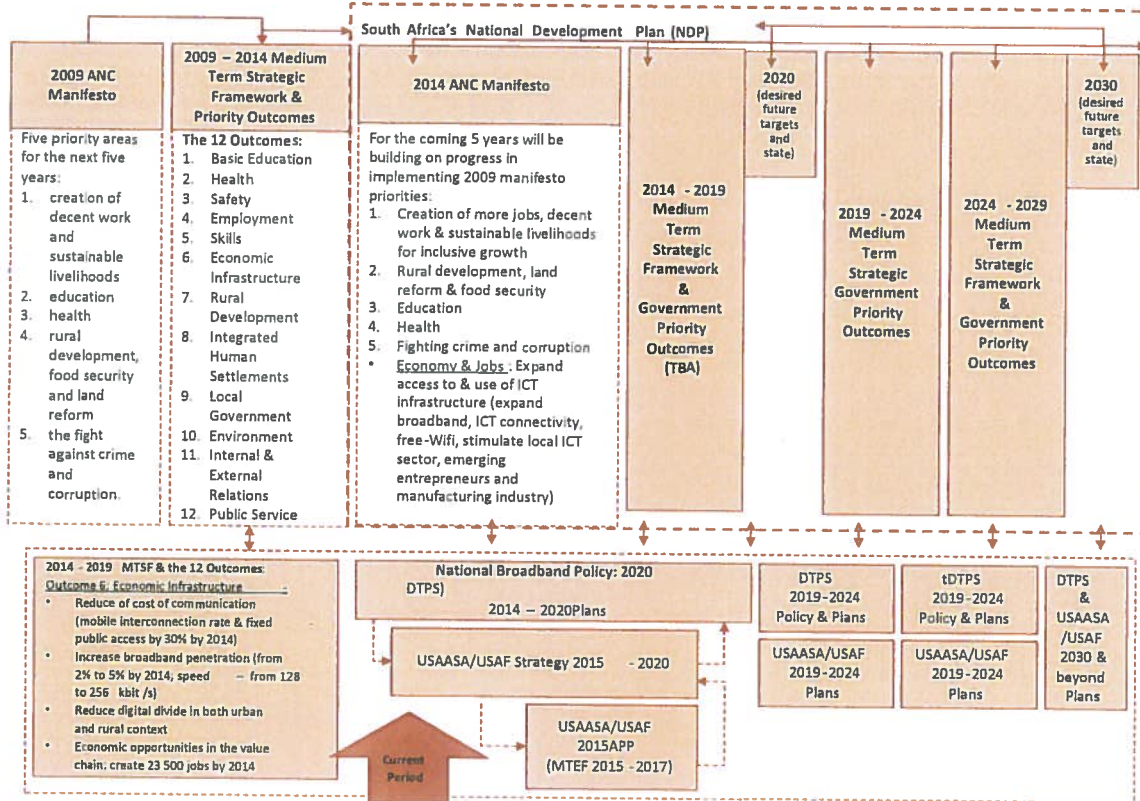 South Africa's National Development Plan (NDP)
2009 ANC
Manifesto
Five priority areas
for the next five
years:
1. creation of
decent work
and
sustainable
livelihoods
2. education
3. health
4. rural
development,
food security
and land
reform
5. the fight
against crime
and
corruption.
2009 – 2014 Medium
Term Strategic
Framework &
Priority Outcomes
The 12 Outcomes:
1. Basic Education
2. Health
3. Safety
4. Employment
5. Skills
6. Economic
Infrastructure
7. Rural
Development
8. Integrated
Human
Settlements
9. Local
Government
10. Environment
11. Internal &
External
Relations
12. Public Service
2014 ANC Manifesto
For the coming 5 years will be
building on progress in
implementing 2009 manifesto
priorities:
1. Creation of more jobs, decent
work & sustainable livelihoods
for inclusive growth
2. Rural development, land
reform & food security
3. Education
4. Health
5. Fighting crime and corruption
• Economy & Jobs : Expand
access to & use of ICT
infrastructure (expand
broadband, ICT connectivity,
free-Wifi, stimulate local ICT
sector, emerging
entrepreneurs and
manufacturing industry)
2014 - 2019
Medium
Term
Strategic
Framework
&
Government
Priority
Outcomes
(TBA)
2020
(desired
future
targets
and
state)
2019 - 2024
Medium
Term
Strategic
Government
Priority
Outcomes
2024 - 2029
Medium
Term
Strategic
Framework
&
Government
Priority
Outcomes
2030
(desired
future
targets
and
state)
2014 - 2019 MTSF & the 12 Outcomes:
Outcome 6. Economic Infrastructure :
• Reduce of cost of communication
(mobile interconnection rate & fixed
public access by 30% by 2014)
• Increase broadband penetration (from
2% to 5% by 2014; speed – from 128
to 256 kbit /s)
• Reduce digital divide in both urban
and rural context
• Economic opportunities in the value
chain; create 23 500 jobs by 2014
National Broadband Policy: 2020
DTPS)
2014 – 2020Plans
USAASA/USAF Strategy 2015 - 2020
USAASA/USAF
2015APP
(MTEF 2015 - 2017)
Current
Period
DTPS
2019-2024
Policy & Plans
USAASA/USAF
2019-2024
Plans
tDTPS
2019-2024
Policy & Plans
USAASA/USAF
2019-2024
Plans
DTPS
&
USAASA
/USAF
2030 &
beyond
Plans